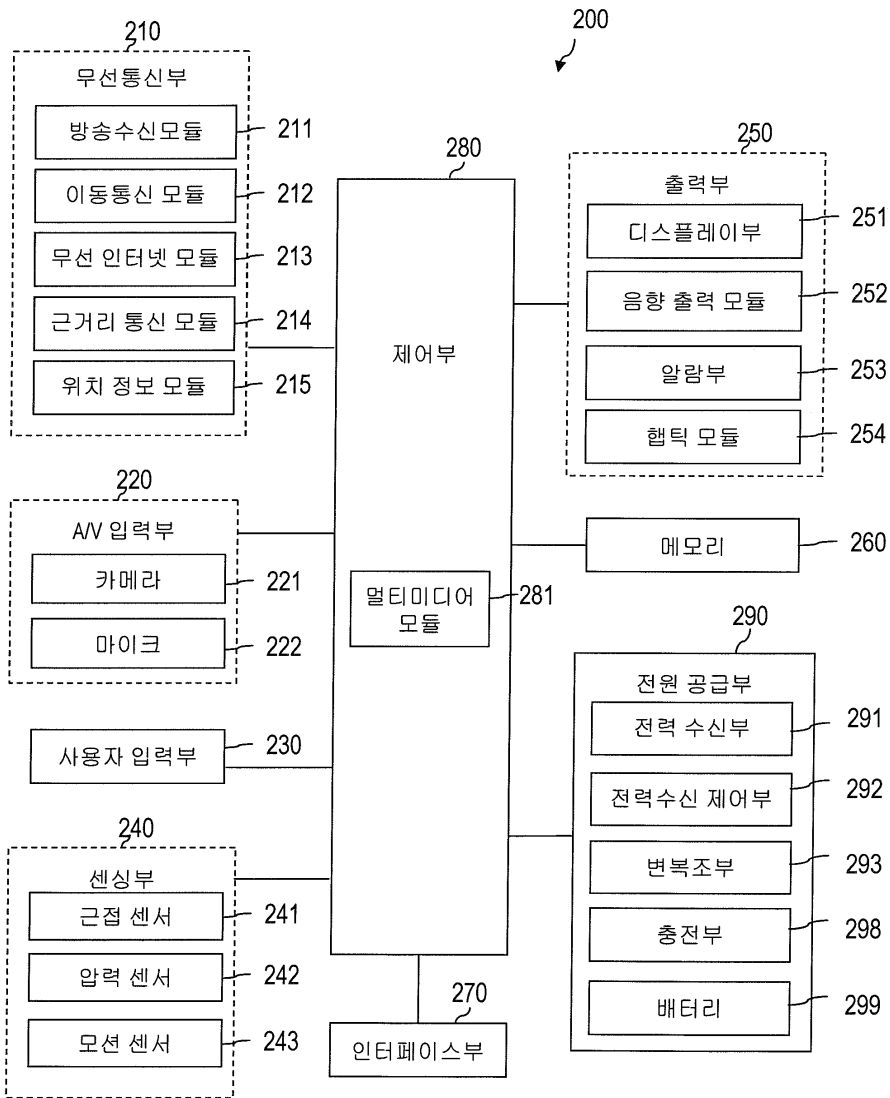 200
210
무선통신부
방송수신모듈 211
이동통신 모듈 212
무선 인터넷 모듈 213
근거리 통신 모듈 214
위치 정보 모듈 215
220
A/V 입력부
카메라 221
마이크 222
사용자 입력부 230
240
센싱부
근접 센서 241
압력 센서 242
모션 센서 243
280
제어부
멀티미디어
모듈
281
270
인터페이스부
250
출력부
디스플레이부 251
음향 출력 모듈 252
알람부 253
햅틱 모듈 254
메모리 260
290
전원 공급부
전력 수신부 291
전력수신 제어부 292
변복조부 293
충전부 298
배터리 299